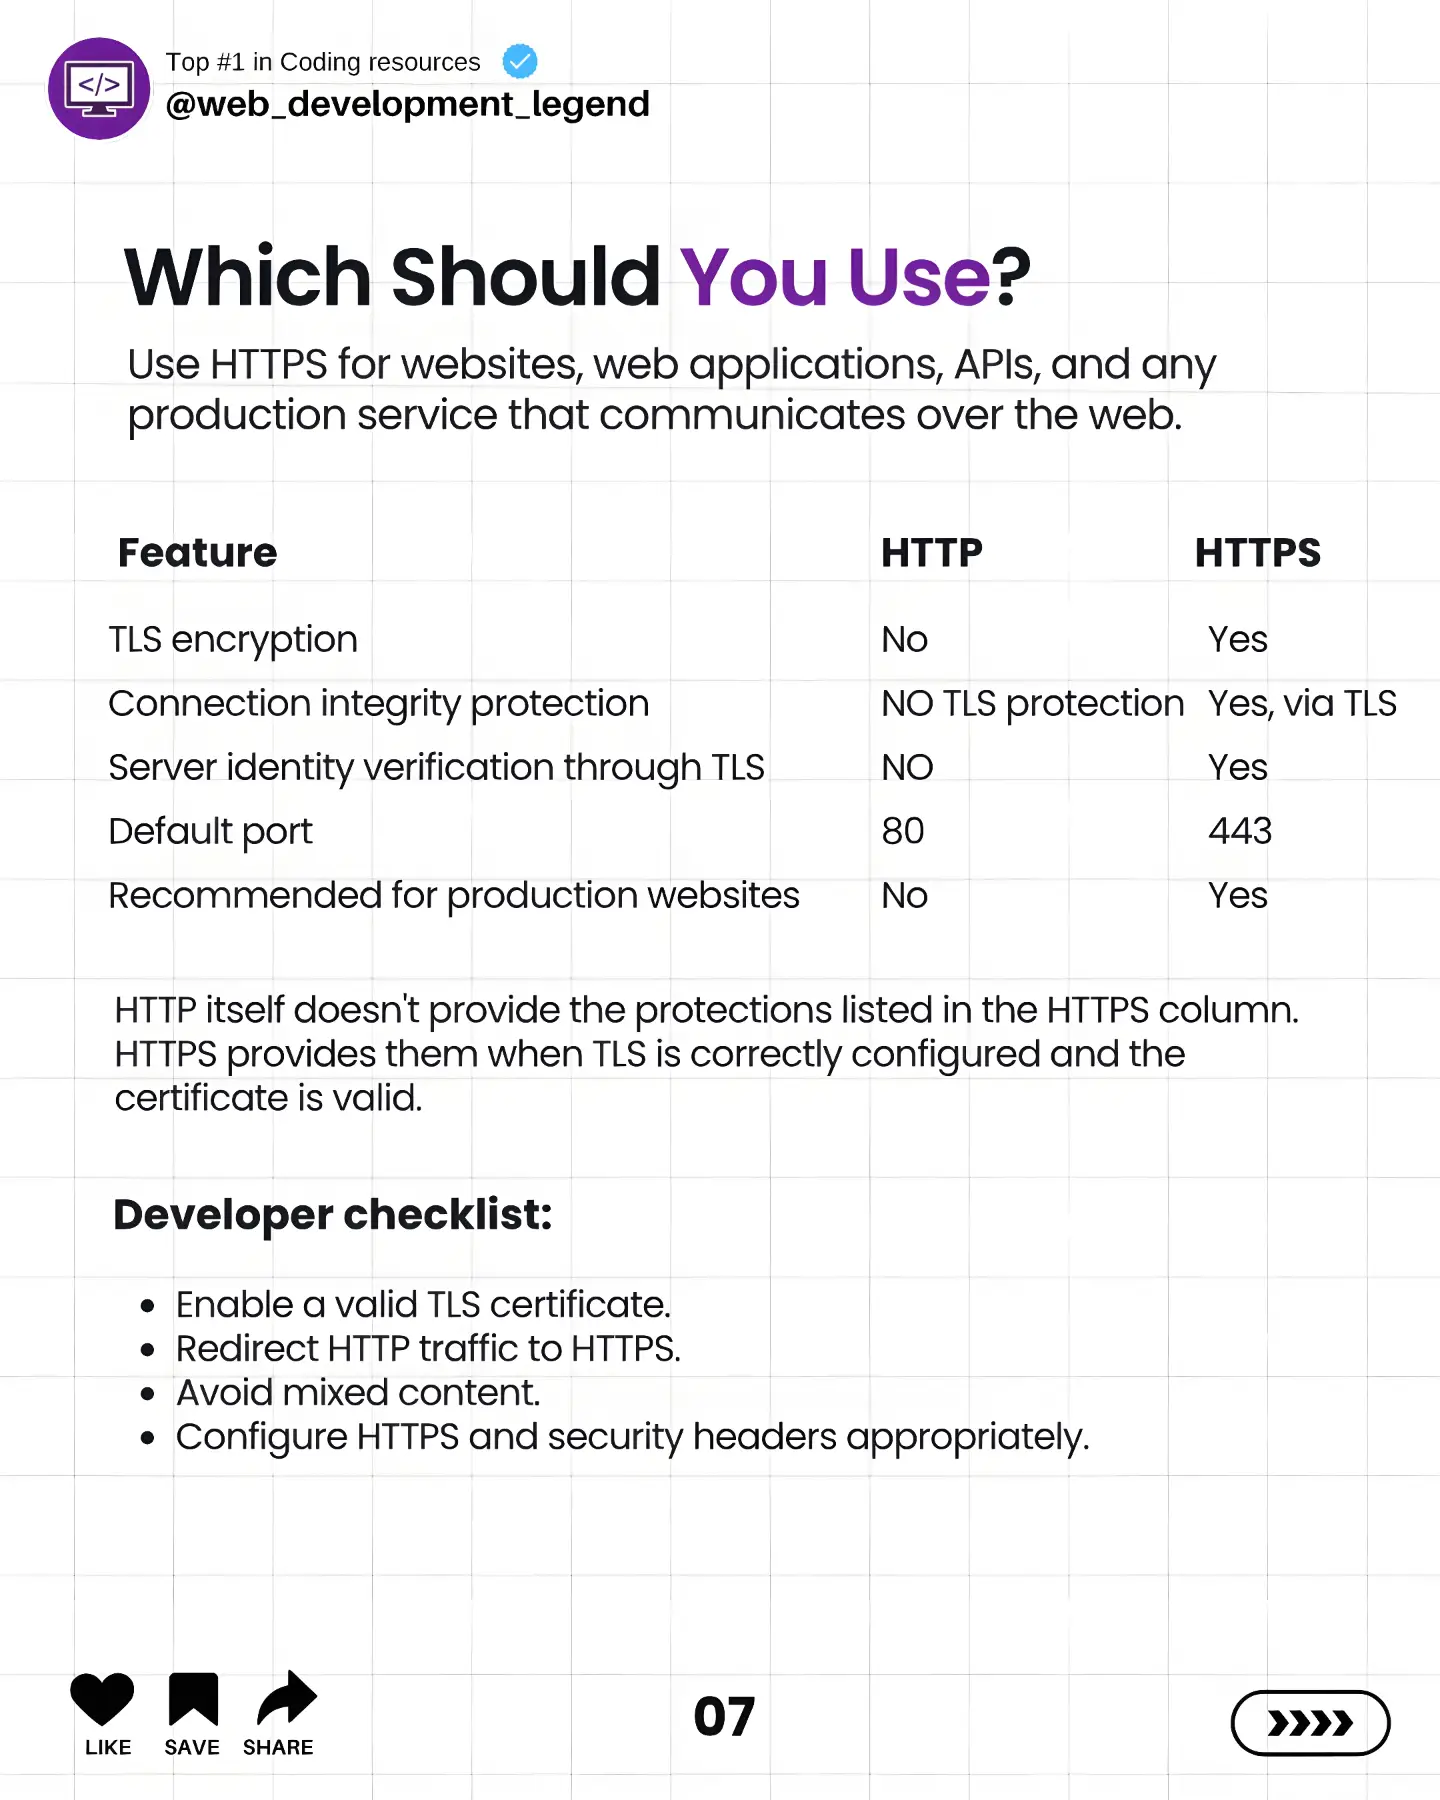 </>
Top #1 in Coding resources
@web_development_legend
Which Should You Use?
Use HTTPS for websites, web applications, APIs, and any
production service that communicates over the web.
Feature HTTP HTTPS
TLS encryption No Yes
Connection integrity protection NO TLS protection Yes, via TLS
Server identity verification through TLS NO Yes
Default port 80 443
Recommended for production websites No Yes
HTTP itself doesn't provide the protections listed in the HTTPS column.
HTTPS provides them when TLS is correctly configured and the
certificate is valid.
Developer checklist:
• Enable a valid TLS certificate.
• Redirect HTTP traffic to HTTPS.
• Avoid mixed content.
• Configure HTTPS and security headers appropriately.
LIKE SAVE SHARE
07